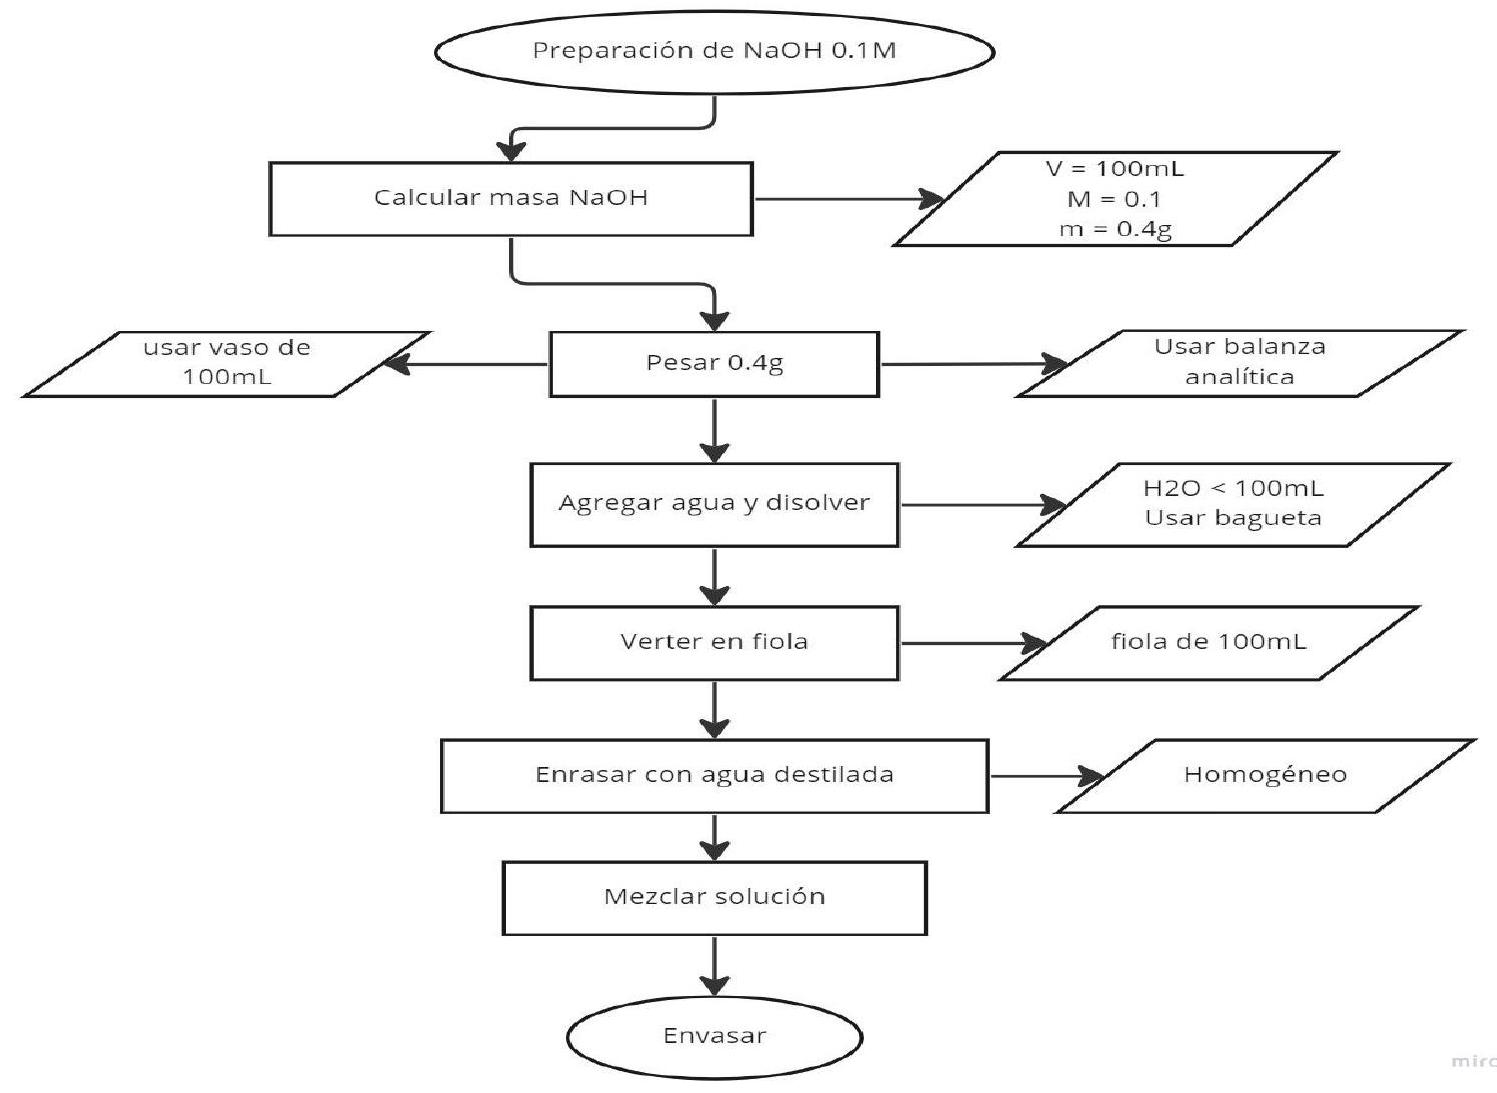 Preparación de NaOH 0.1M
Calcular masa NaOH
V = 100mL
M = 0.1
m = 0.4g
usar vaso de
100mL
Pesar 0.4g
Usar balanza
analítica
Agregar agua y disolver
H2O < 100mL
Usar bagueta
Verter en fiola
fiola de 100mL
Enrasar con agua destilada
Homogéneo
Mezclar solución
Envasar